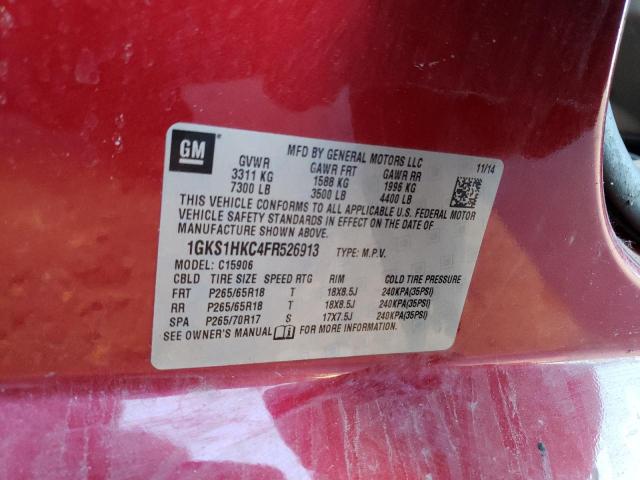 GM
MFD BY GENERAL MOTORS LLC 11/14
GVWR GAWR FRT GAWR RR
3311 KG 1588 KG 1996 KG
7300 LB 3500 LB 4400 LB
THIS VEHICLE CONFORMS TO ALL APPLICABLE U.S. FEDERAL MOTOR
VEHICLE SAFETY STANDARDS IN EFFECT ON THE DATE OF
MANUFACTURE SHOWN ABOVE.
1GKS1HKC4FR526913 TYPE: M.P.V.
MODEL: C15906
CBLD TIRE SIZE SPEED RTG RIM COLD TIRE PRESSURE
FRT P265/65R18 T 18X8.5J 240KPA(35PSI)
RR P265/65R18 T 18X8.5J 240KPA(35PSI)
SPA P265/70R17 S 17X7.5J 240KPA(35PSI)
SEE OWNER'S MANUAL FOR MORE INFORMATION.